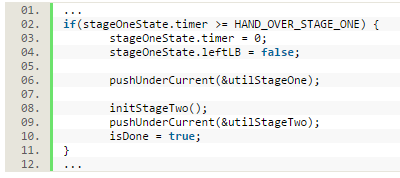 01. ...
02. if(stageOneState.timer >= HAND_OVER_STAGE_ONE) {
03.         stageOneState.timer = 0;
04.         stageOneState.leftLB = false;
05.
06.         pushUnderCurrent(&utilStageOne);
07.
08.         initStageTwo();
09.         pushUnderCurrent(&utilStageTwo);
10.         isDone = true;
11. }
12. ...